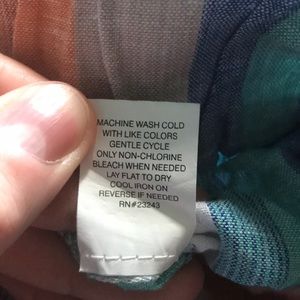 MACHINE WASH COLD
WITH LIKE COLORS
GENTLE CYCLE
ONLY NON-CHLORINE
BLEACH WHEN NEEDED
LAY FLAT TO DRY
COOL IRON ON
REVERSE IF NEEDED
RN#23243